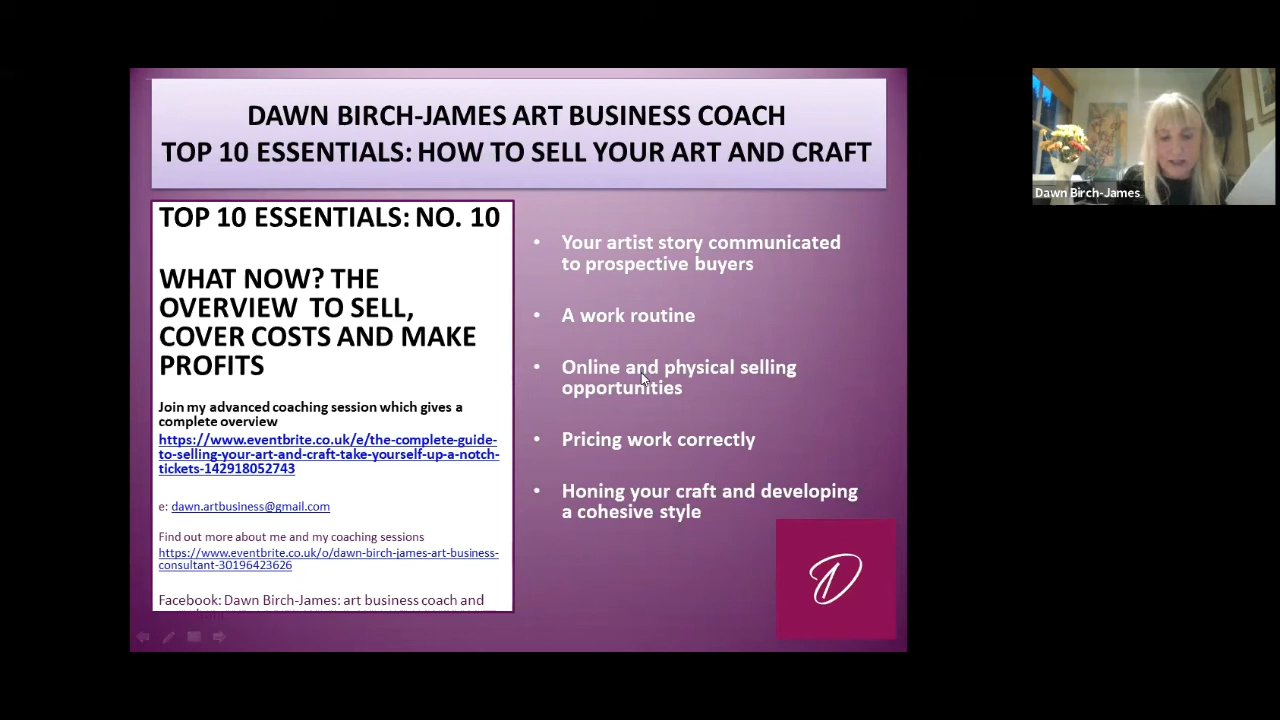 DAWN BIRCH-JAMES ART BUSINESS COACH
TOP 10 ESSENTIALS: HOW TO SELL YOUR ART AND CRAFT
TOP 10 ESSENTIALS: NO. 10
WHAT NOW? THE
OVERVIEW TO SELL,
COVER COSTS AND MAKE
PROFITS
Join my advanced coaching session which gives a
complete overview
https://www.eventbrite.co.uk/e/the-complete-guide-
to-selling-your-art-and-craft-take-yourself-up-a-notch-
tickets-142918052743
e: dawn.artbusiness@gmail.com
Find out more about me and my coaching sessions
https://www.eventbrite.co.uk/o/dawn-birch-james-art-business-
consultant-30196423626
Facebook: Dawn Birch-James: art business coach and
• Your artist story communicated
to prospective buyers
• A work routine
• Online and physical selling
opportunities
• Pricing work correctly
• Honing your craft and developing
a cohesive style
D
Dawn Birch-James